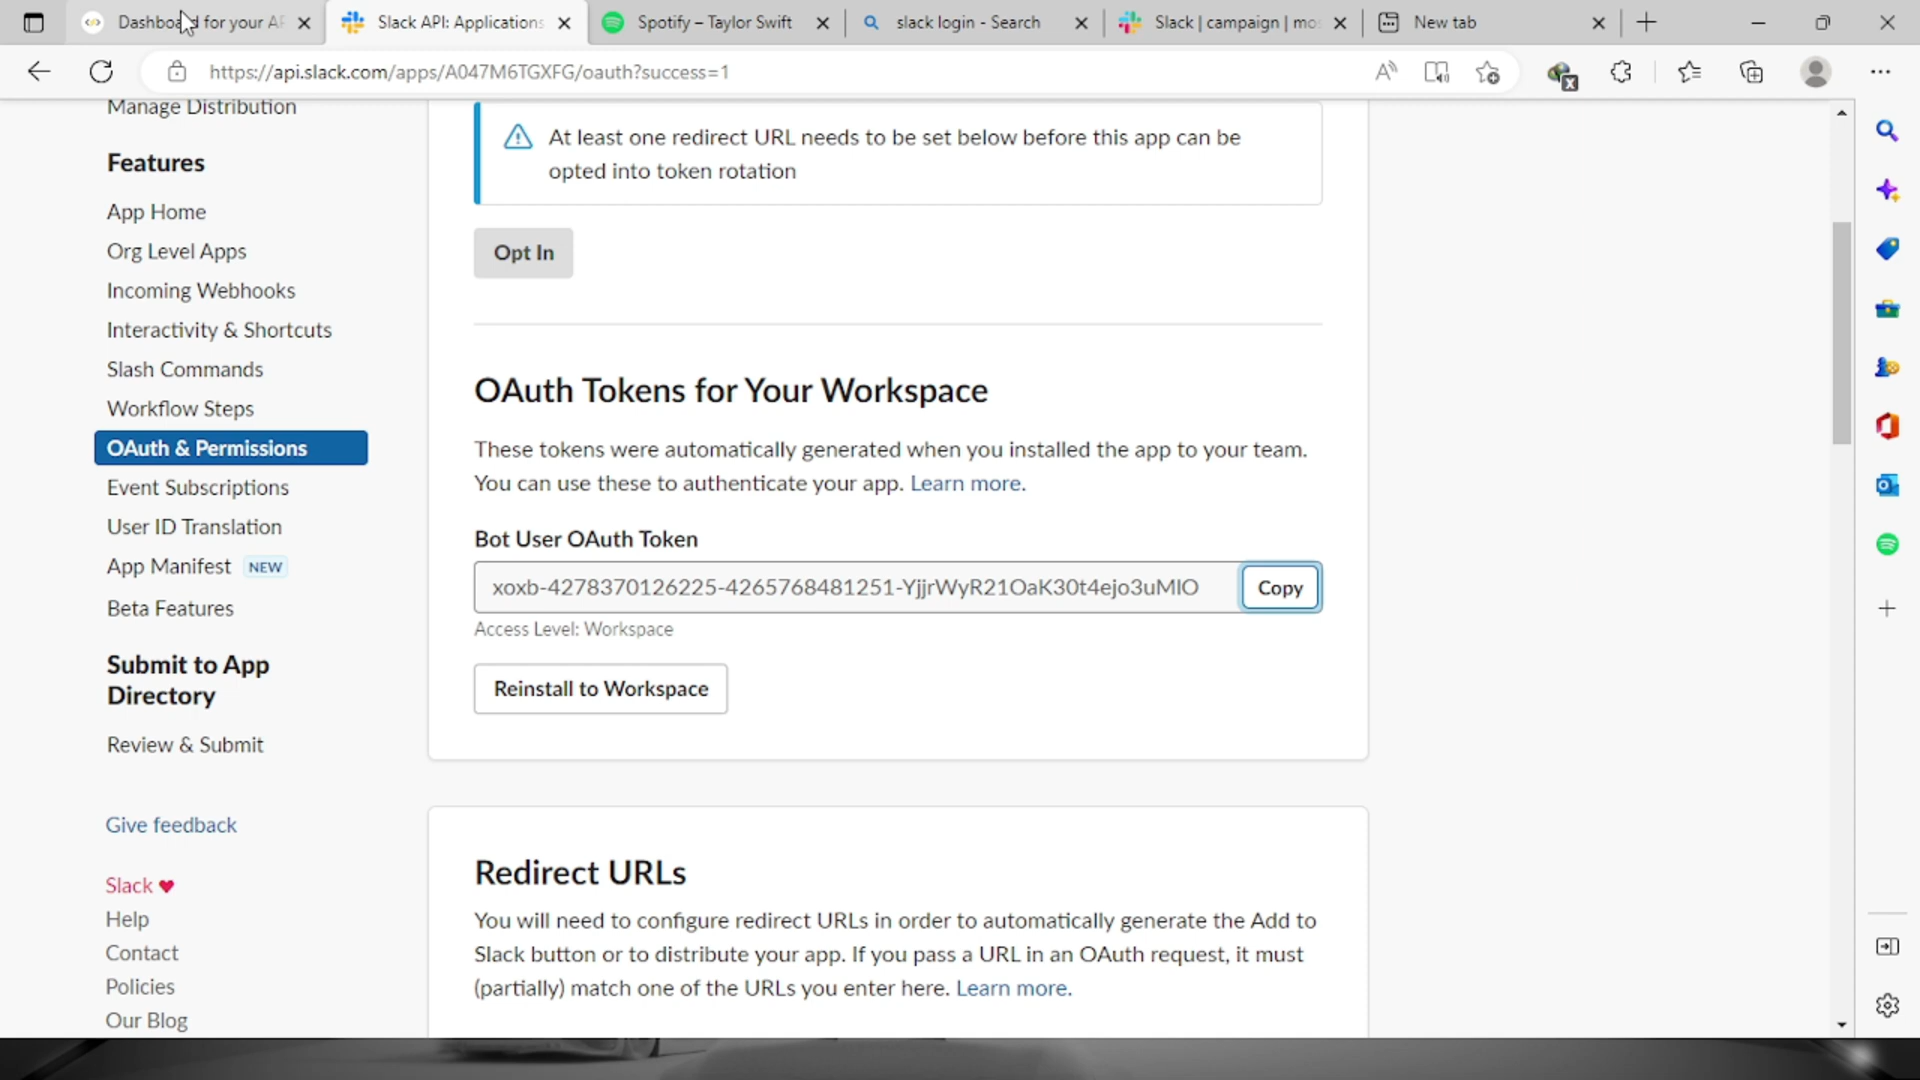 Dashboard for your AF
Slack API: Applications
Spotify – Taylor Swift
slack login - Search
Slack | campaign | mos
New tab
https://api.slack.com/apps/A047M6TGXFG/oauth?success=1
Manage Distribution
Features
App Home
Org Level Apps
Incoming Webhooks
Interactivity & Shortcuts
Slash Commands
Workflow Steps
OAuth & Permissions
Event Subscriptions
User ID Translation
App Manifest NEW
Beta Features
Submit to App
Directory
Review & Submit
Give feedback
Slack ♥
Help
Contact
Policies
Our Blog
At least one redirect URL needs to be set below before this app can be
opted into token rotation
Opt In
OAuth Tokens for Your Workspace
These tokens were automatically generated when you installed the app to your team.
You can use these to authenticate your app. Learn more.
Bot User OAuth Token
xoxb-4278370126225-4265768481251-YjjrWyR21OaK30t4ejo3uMIO
Copy
Access Level: Workspace
Reinstall to Workspace
Redirect URLs
You will need to configure redirect URLs in order to automatically generate the Add to
Slack button or to distribute your app. If you pass a URL in an OAuth request, it must
(partially) match one of the URLs you enter here. Learn more.